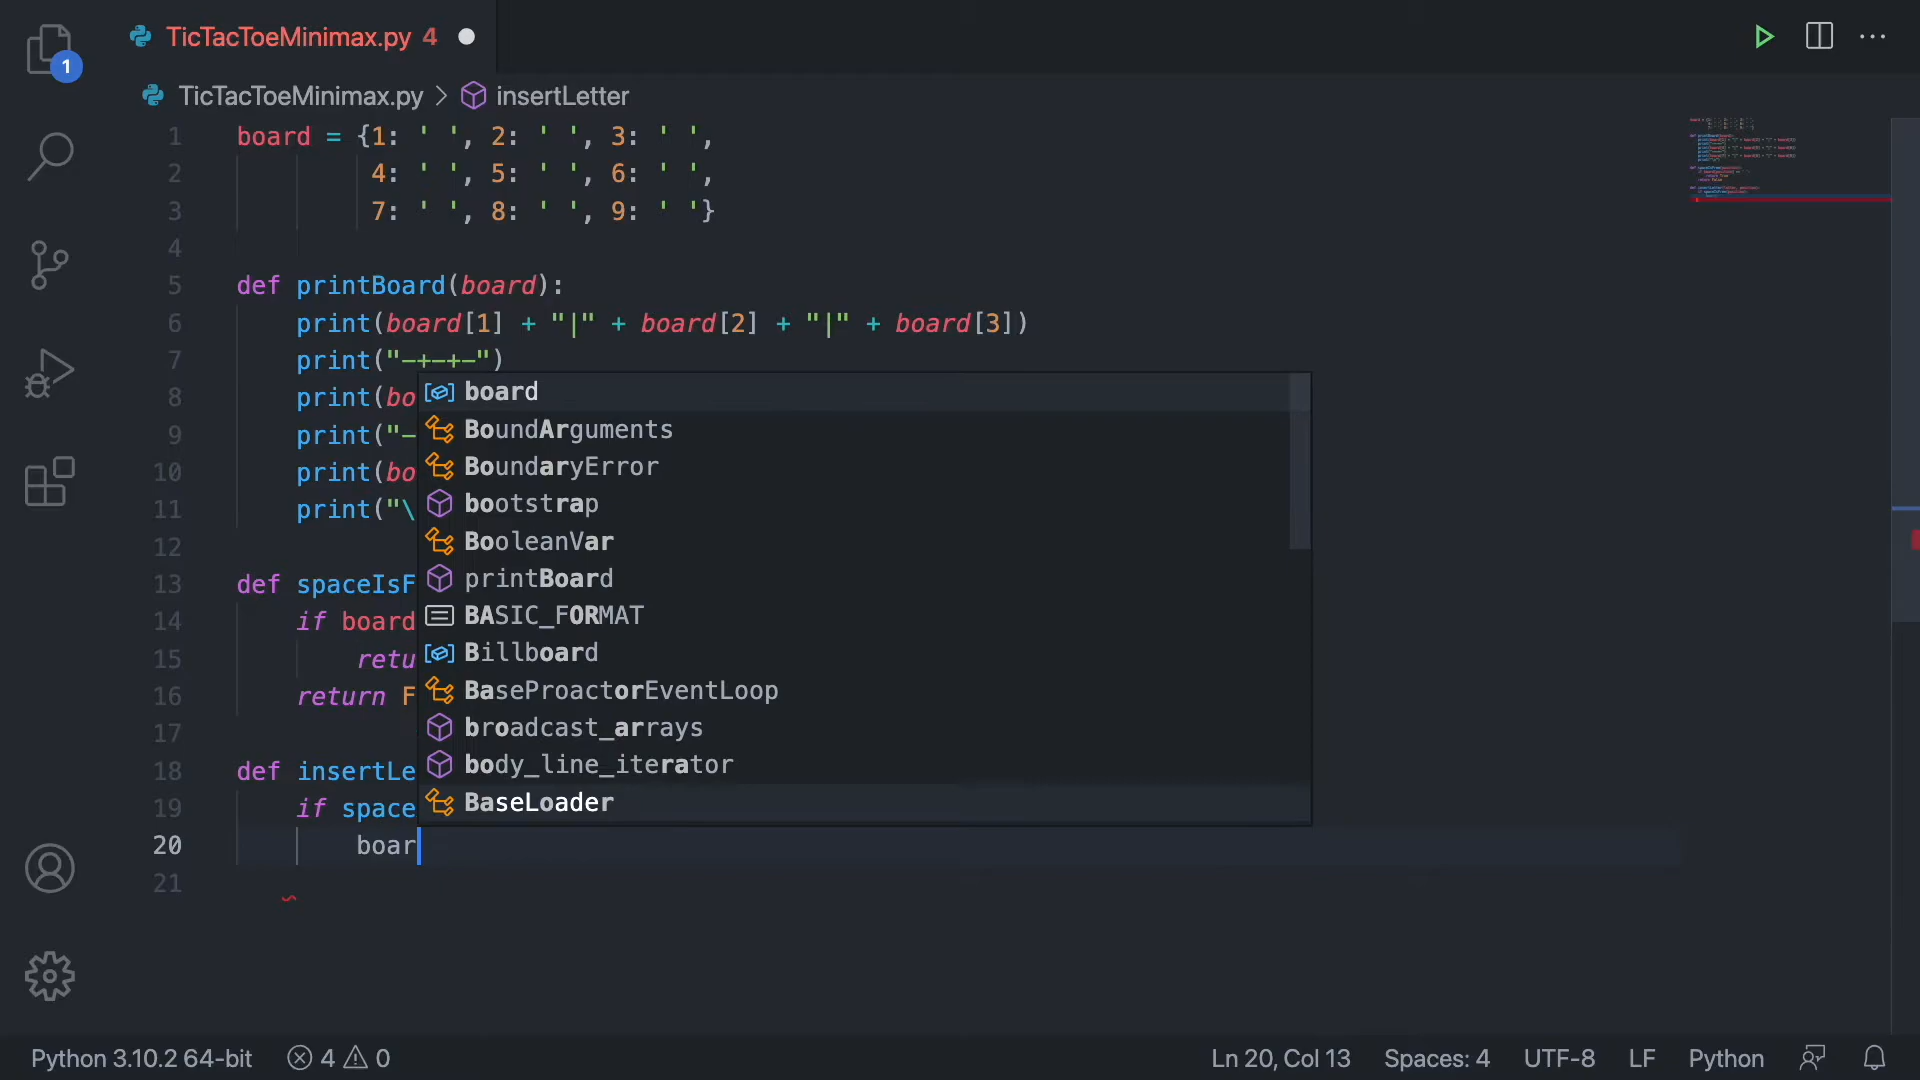 TicTacToeMinimax.py 4
1
TicTacToeMinimax.py > insertLetter
1 board = {1: ' ', 2: ' ', 3: ' ',
2 4: ' ', 5: ' ', 6: ' ',
3 7: ' ', 8: ' ', 9: ' '}
4
5 def printBoard(board):
6 print(board[1] + "|" + board[2] + "|" + board[3])
7 print("-+-+-")
8 print(bo
9 print("-
10 print(bo
11 print("\
12
13 def spaceIsF
14 if board
15 retu
16 return F
17
18 def insertLe
19 if space
20 boar
21
board
BoundArguments
BoundaryError
bootstrap
BooleanVar
printBoard
BASIC_FORMAT
Billboard
BaseProactorEventLoop
broadcast_arrays
body_line_iterator
BaseLoader
Python 3.10.2 64-bit 4 0 Ln 20, Col 13 Spaces: 4 UTF-8 LF Python